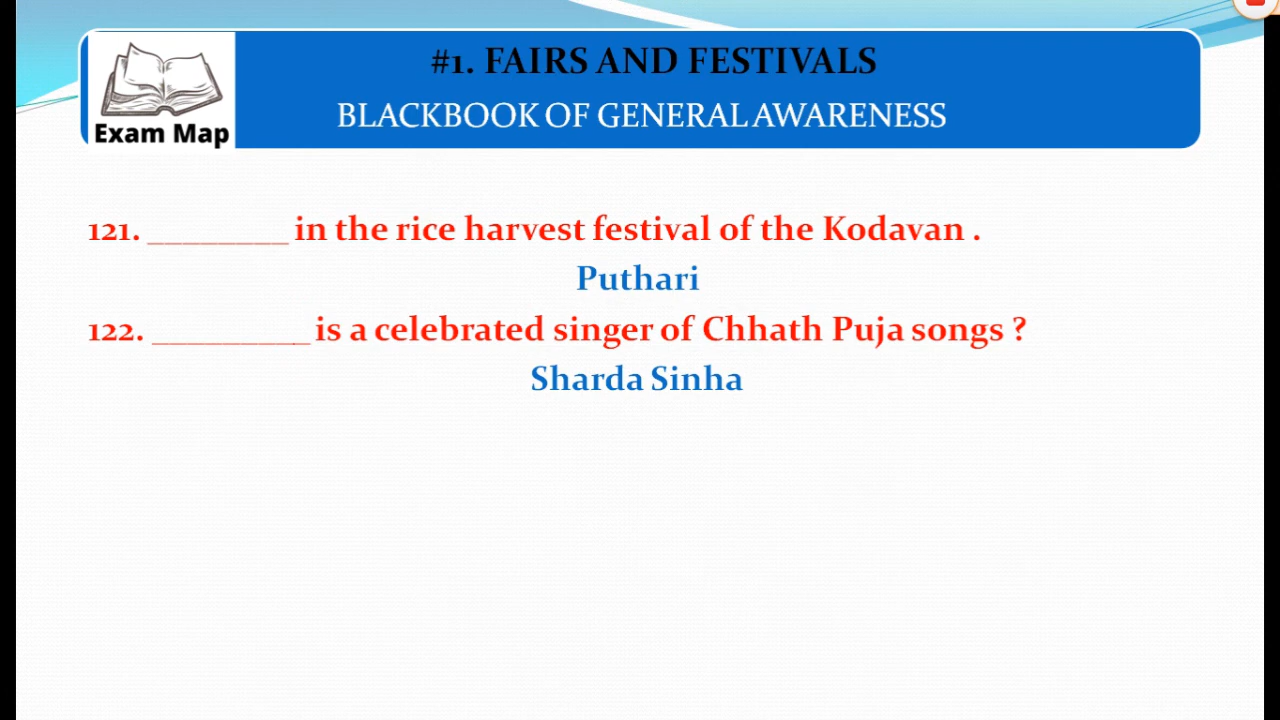 #1. FAIRS AND FESTIVALS
BLACKBOOK OF GENERAL AWARENESS
Exam Map
121. ________ in the rice harvest festival of the Kodavan .
Puthari
122. _________ is a celebrated singer of Chhath Puja songs ?
Sharda Sinha